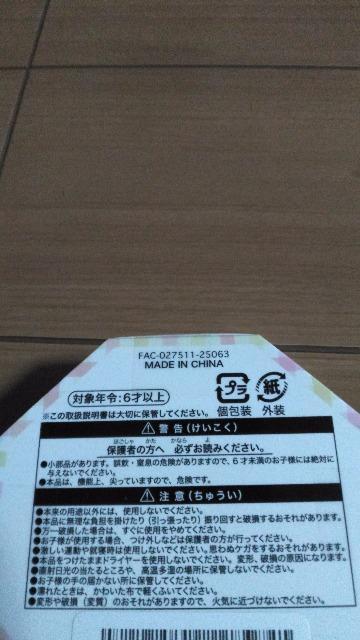 FAC-027511-25063
MADE IN CHINA
対象年令:6才以上
プラ 紙
個包装 外装
※この取扱説明書は大切に保管してください。
警告(けいこく)
ほごしゃ かた かなら よ
保護者の方へ 必ずお読みください。
●小部品があります。誤飲・窒息の危険がありますので、6才未満のお子様には絶対に
与えないでください。
●本品は、機能上、尖っていますので、危険です。
注意(ちゅうい)
●本来の用途以外には、使用しないでください。
●本品に無理な負担を掛けたり(引っ張ったり)振り回すと破損するおそれがあります。
●万一破損した場合は、すぐに使用をやめてください。
●お子様が使用する場合、つけ外しなどは保護者の方が行ってください。
●激しい運動や就寝時は使用しないでください。思わぬケガをするおそれがあります。
●本品をつけたままドライヤーを使用しないでください。変形、破損の原因になります。
●直射日光の当たるところや、高温多湿の場所に保管しないでください。
●お子様の手の届かない所に保管してください。
●濡れたときは、かわいた布で軽くふいてください。
●変形や破損(変質)のおそれがありますので、火気に近づけないでください。